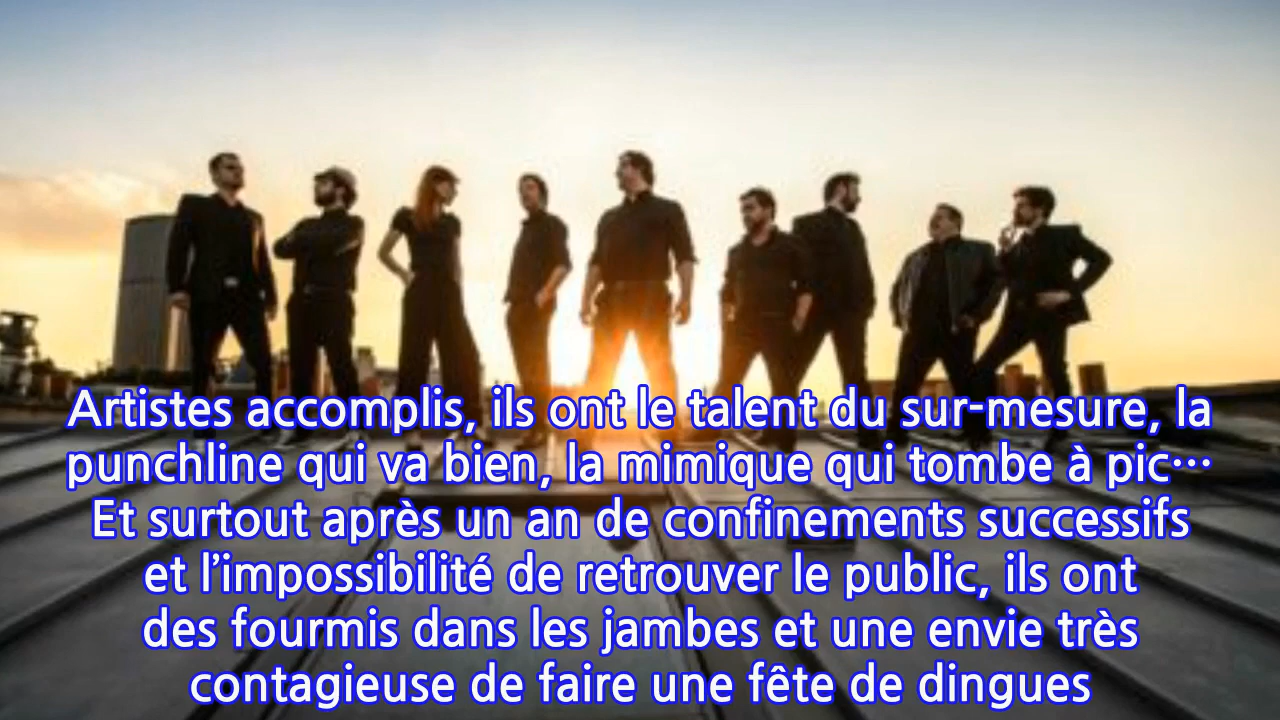 Artistes accomplis, ils ont le talent du sur-mesure, la
punchline qui va bien, la mimique qui tombe à pic…
Et surtout après un an de confinements successifs
et l’impossibilité de retrouver le public, ils ont
des fourmis dans les jambes et une envie très
contagieuse de faire une fête de dingues